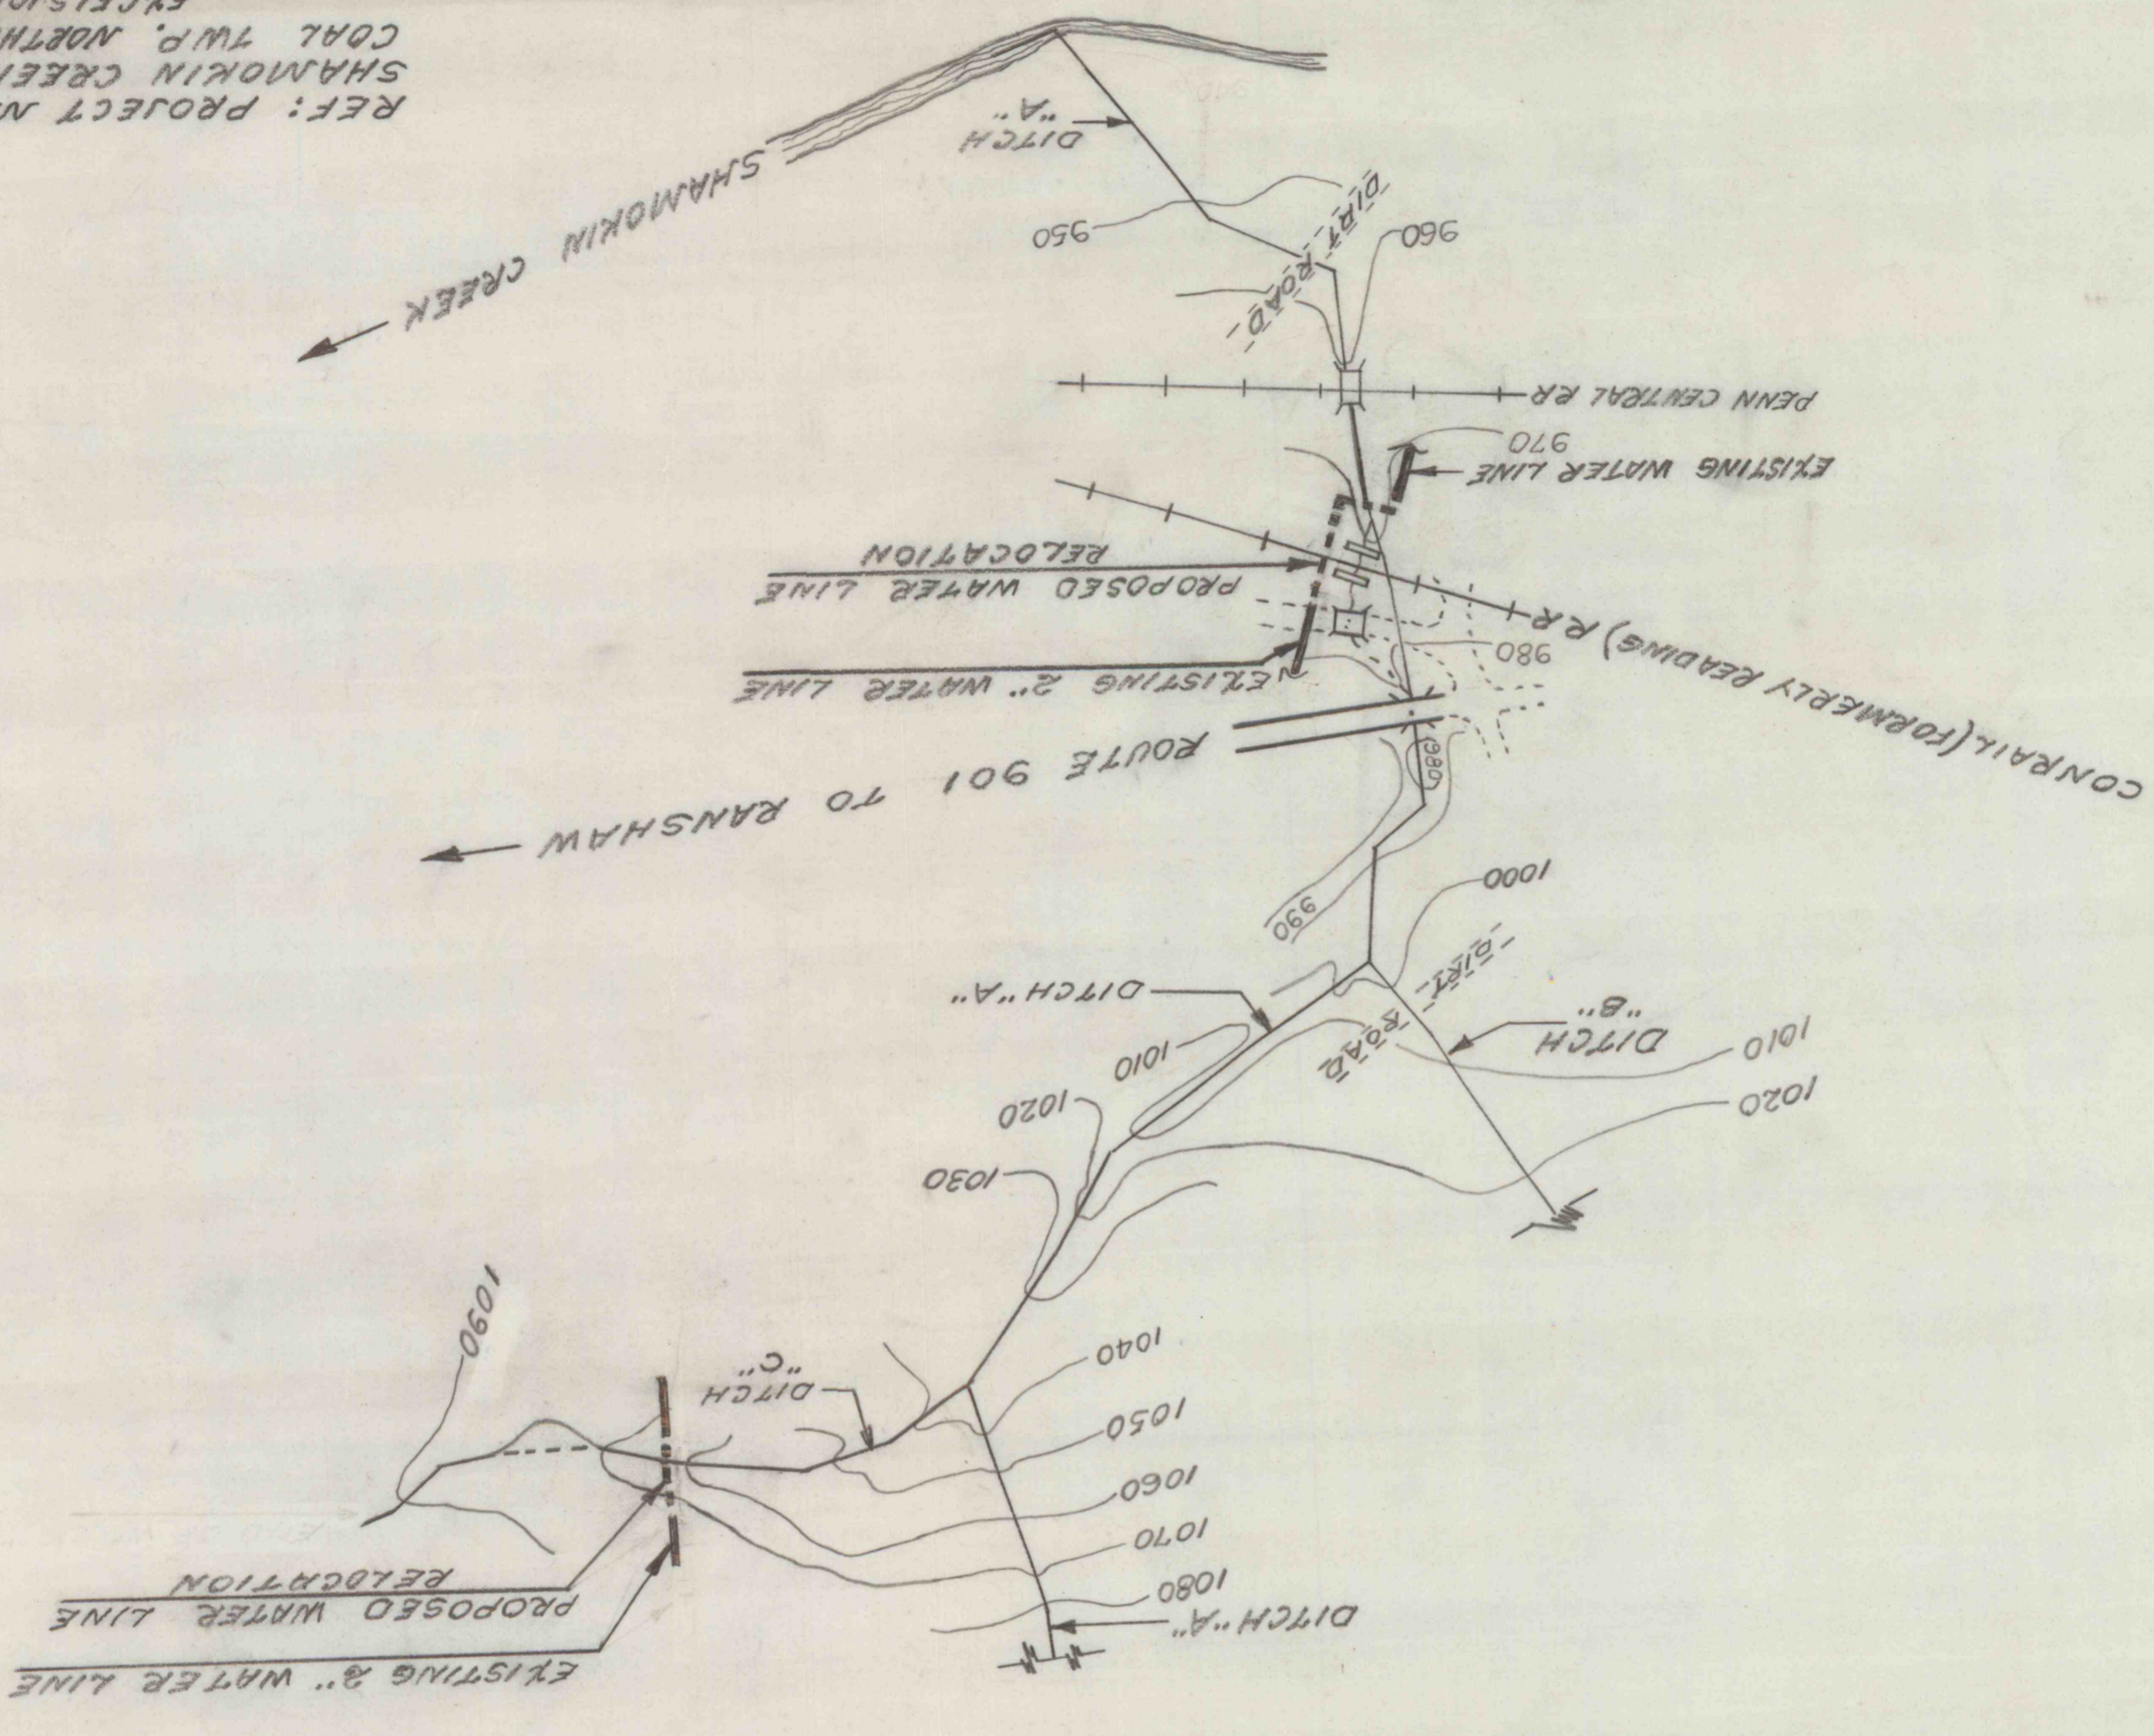 EXISTING 3" WATER LINE
PROPOSED WATER LINE
RELOCATION
DITCH "A"
1080
1070
1060
1050
1040
DITCH
"C"
1090
1030
1020
1010
1020
1010
DITCH
"B"
DIRT
ROAD
DITCH "A"
1000
990
980
ROUTE 901 TO RANSHAW
CONRAIL (FORMERLY READING) RR
980
EXISTING 2" WATER LINE
PROPOSED WATER LINE
RELOCATION
EXISTING WATER LINE
970
PENN CENTRAL RR
960
950
DIRT ROAD
SHAMOKIN CREEK
DITCH
"A"
REF: PROJECT N
SHAMOKIN CREE
COAL TWP. NORTH
EXCELSIO